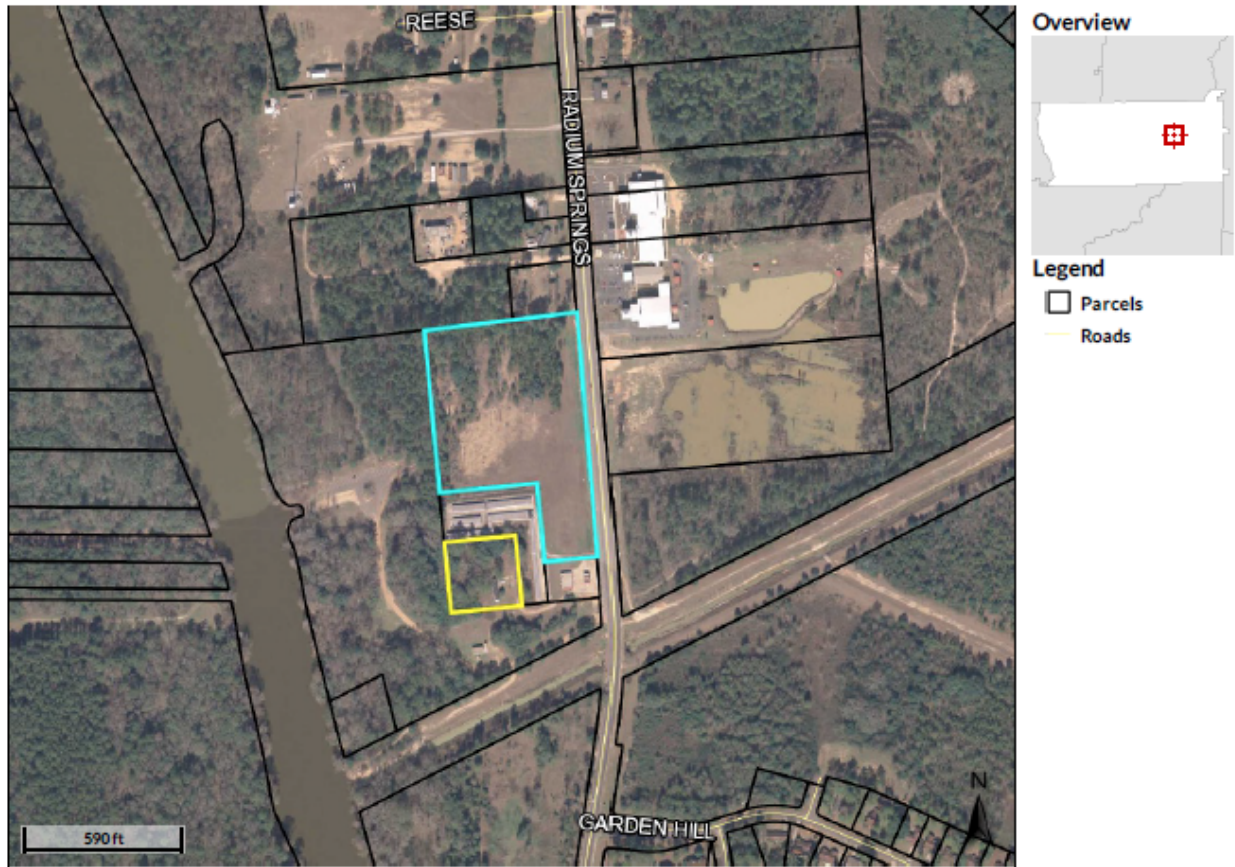 REESE
RADIUM SPRINGS
GARDEN HILL
N
590 ft
Overview
Legend
Parcels
Roads